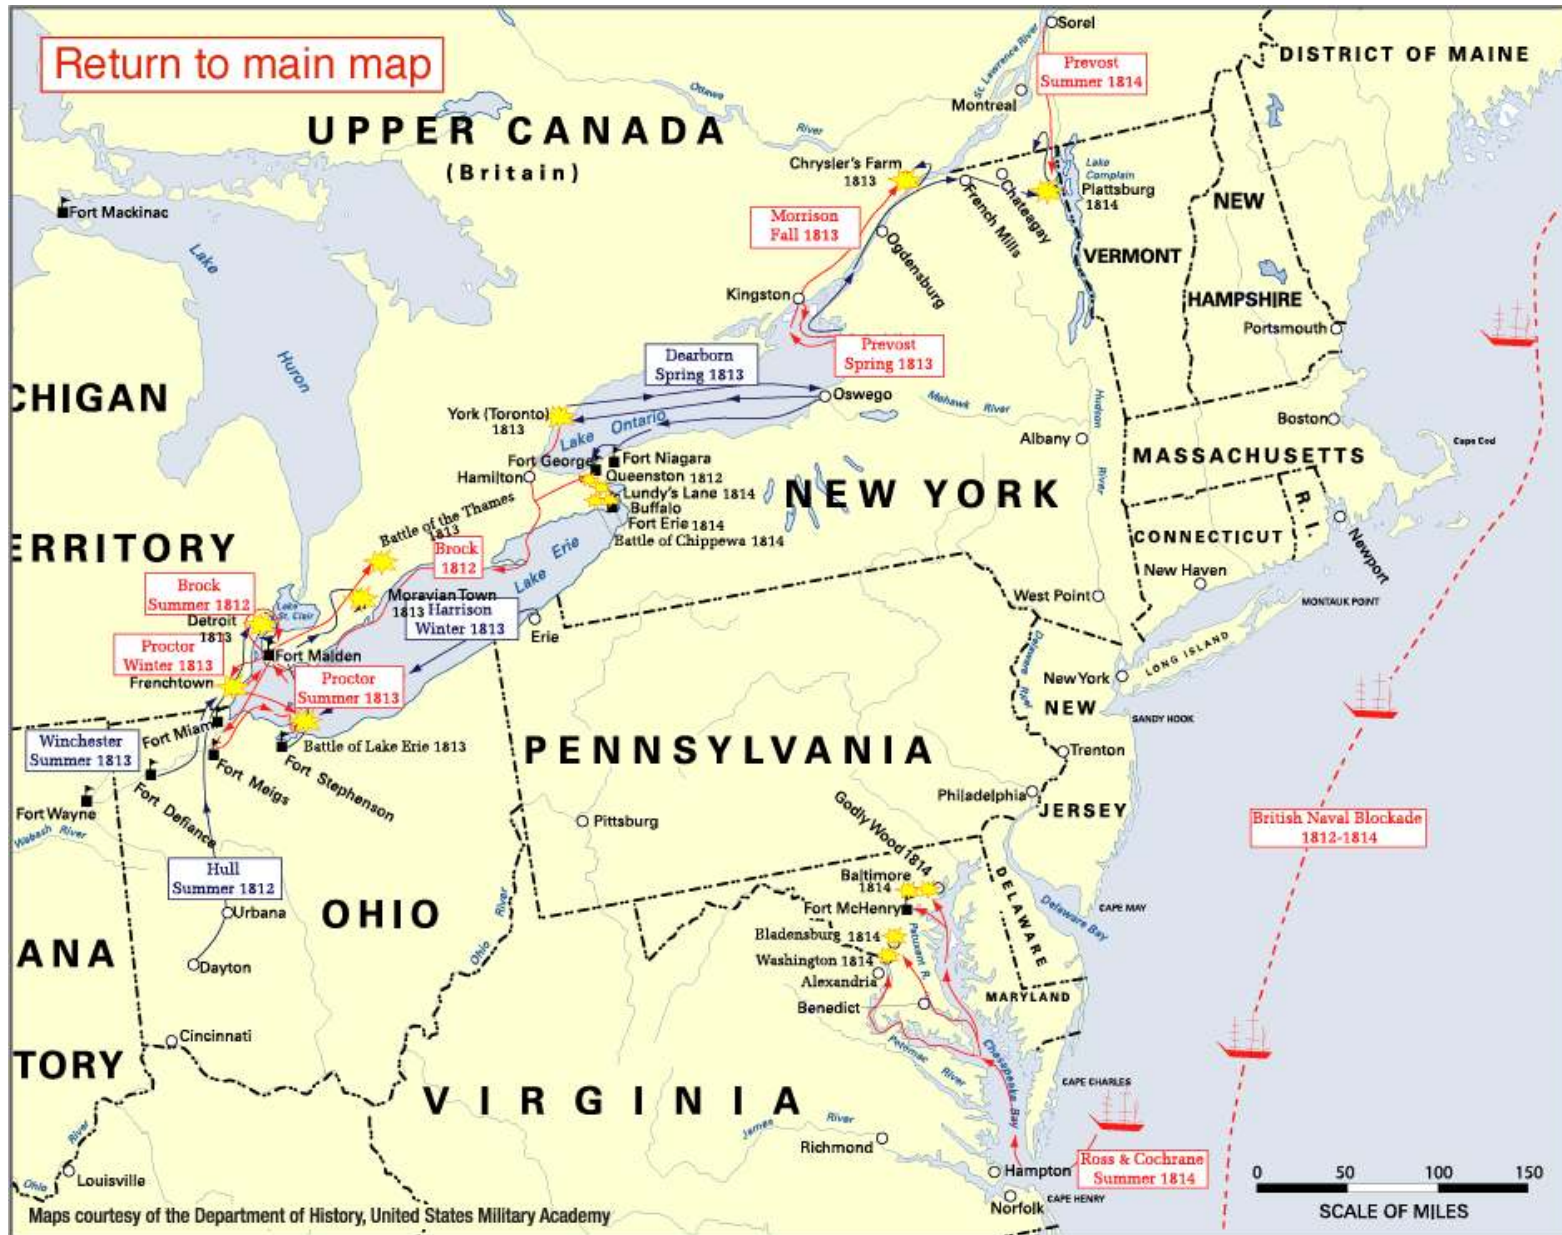 Return to main map
UPPER CANADA
(Britain)
DISTRICT OF MAINE
Sorel
St. Lawrence River
Prevost
Summer 1814
Montreal
Ottawa
River
Chrysler's Farm
1813
Lake
Complain
Plattsburg
1814
Chateagay
French Mills
Fort Mackinac
Lake
Huron
Morrison
Fall 1813
Ogdensburg
NEW
HAMPSHIRE
VERMONT
Kingston
Portsmouth
Prevost
Spring 1813
Dearborn
Spring 1813
Oswego
Mohawk River
Hudson
River
CHIGAN
ERRITORY
York (Toronto)
1813
Lake Ontario
Albany
Boston
Cape Cod
MASSACHUSETTS
Fort George
Fort Niagara
Hamilton
Queenston 1812
Lundy's Lane 1814
Buffalo
Fort Erie 1814
Battle of Chippewa 1814
NEW YORK
R. I.
CONNECTICUT
Newport
New Haven
MONTAUK POINT
LONG ISLAND
West Point
Battle of the Thames
1813
Brock
1812
Lake Erie
Brock
Summer 1812
Lake
St. Clair
Detroit
1813
Moravian Town
1813
Harrison
Winter 1813
Erie
Fort Malden
Proctor
Winter 1813
Frenchtown
Proctor
Summer 1813
Delaware River
New York
NEW
JERSEY
SANDY HOOK
Trenton
Winchester
Summer 1813
Fort Miami
Battle of Lake Erie 1813
Fort Stephenson
Fort Meigs
Fort Defiance
Fort Wayne
Wabash River
PENNSYLVANIA
Pittsburg
Philadelphia
British Naval Blockade
1812-1814
Hull
Summer 1812
Urbana
Dayton
OHIO
Ohio River
Godly Wood 1814
Baltimore
1814
Fort McHenry
DELAWARE
Delaware Bay
CAPE MAY
Bladensburg 1814
Patuxant R.
Washington 1814
Alexandria
Benedict
MARYLAND
ANA
TORY
Cincinnati
Potomac River
Chesapeake Bay
CAPE CHARLES
VIRGINIA
James River
Richmond
Hampton
Ross & Cochrane
Summer 1814
CAPE HENRY
Norfolk
Ohio River
Louisville
0 50 100 150
SCALE OF MILES
Maps courtesy of the Department of History, United States Military Academy